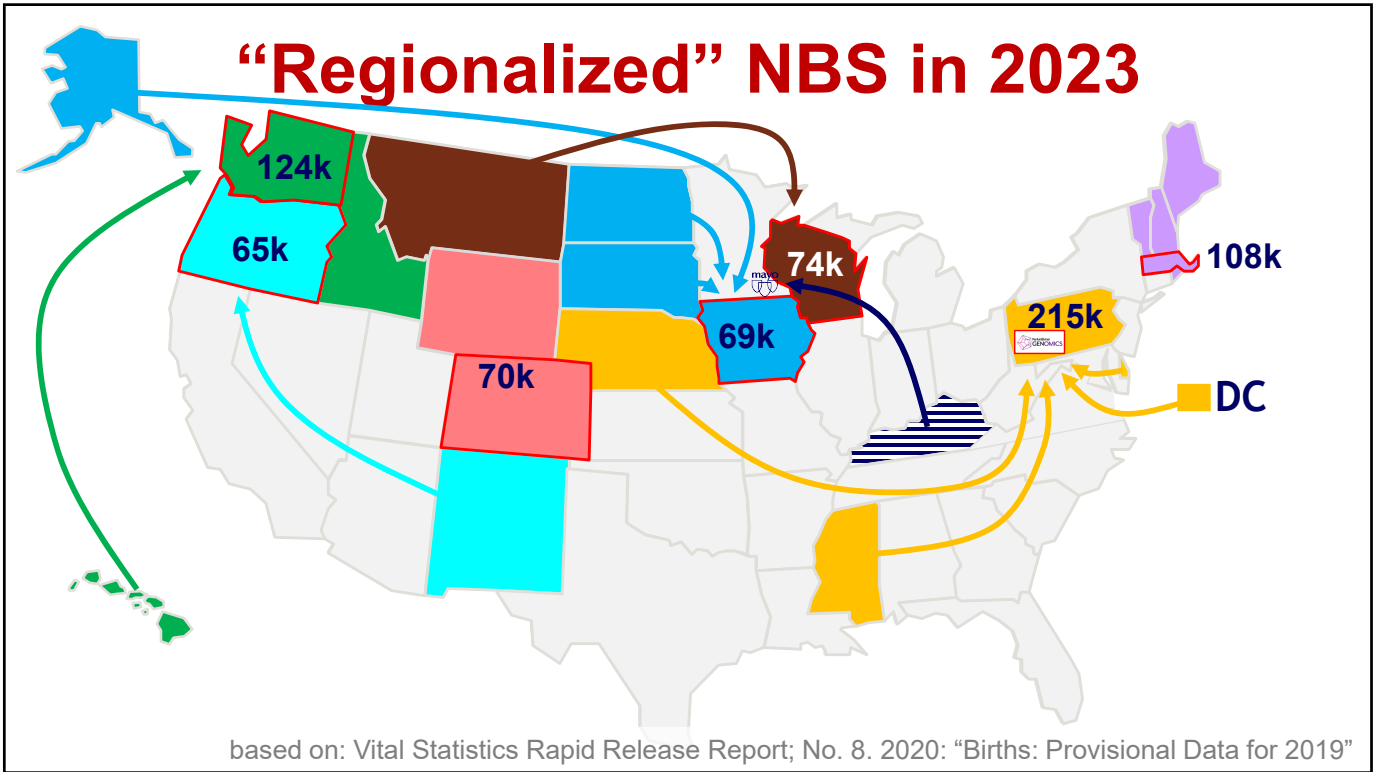 “Regionalized” NBS in 2023
124k
65k
74k
mayo
108k
215k
GENOMICS
69k
70k
DC
based on: Vital Statistics Rapid Release Report; No. 8. 2020: “Births: Provisional Data for 2019”